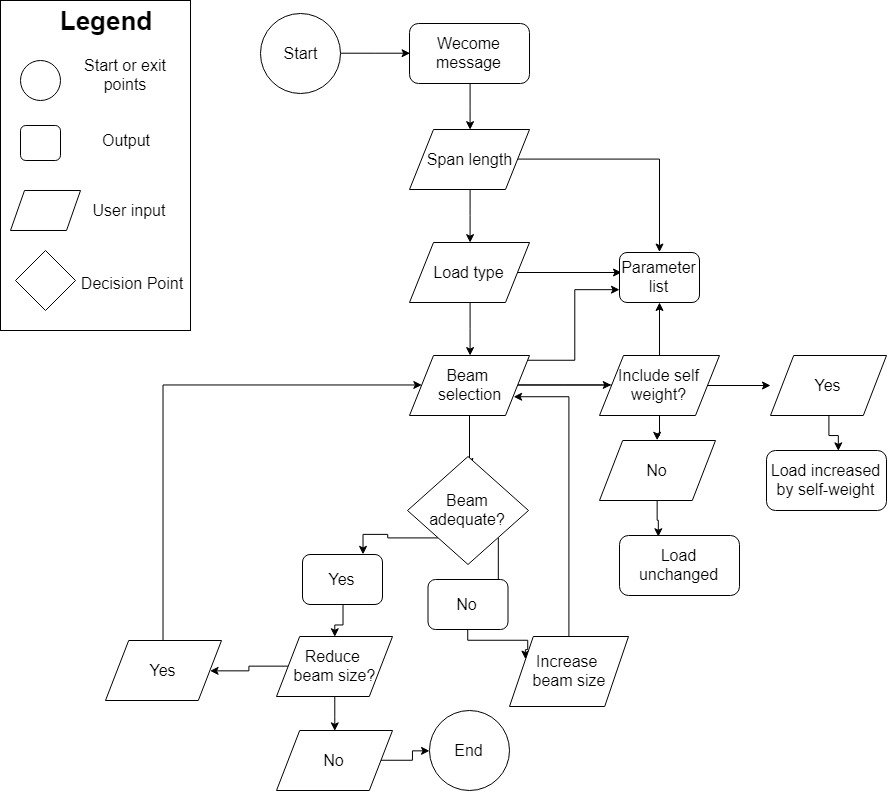 Legend
Start or exit
points
Output
User input
Decision Point
Start
Wecome
message
Span length
Load type
Parameter
list
Beam
selection
Include self
weight?
Yes
No
Load increased
by self-weight
Load
unchanged
Beam
adequate?
Yes
No
Reduce
beam size?
Yes
Increase
beam size
No
End